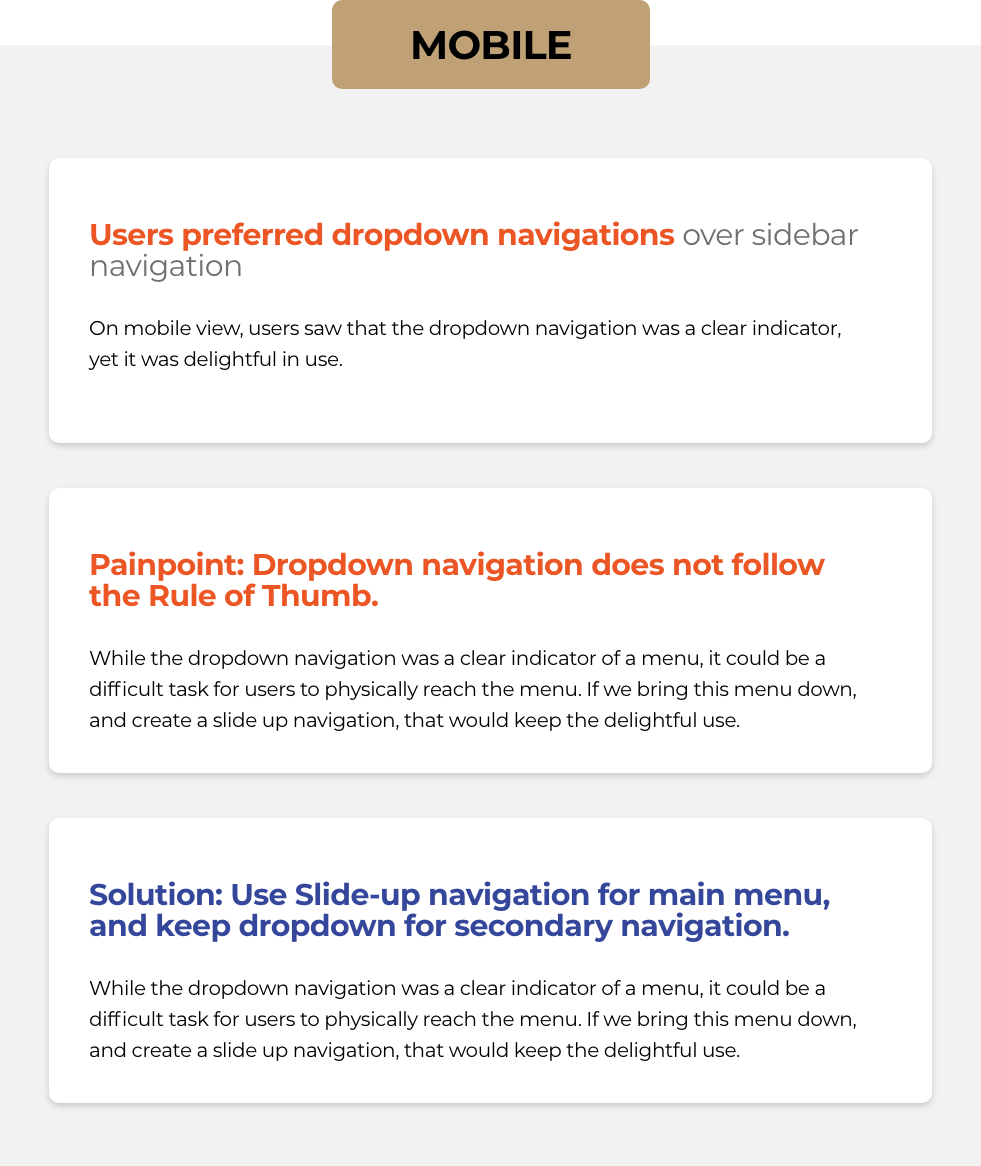 MOBILE
Users preferred dropdown navigations over sidebar
navigation
On mobile view, users saw that the dropdown navigation was a clear indicator,
yet it was delightful in use.
Painpoint: Dropdown navigation does not follow
the Rule of Thumb.
While the dropdown navigation was a clear indicator of a menu, it could be a
difficult task for users to physically reach the menu. If we bring this menu down,
and create a slide up navigation, that would keep the delightful use.
Solution: Use Slide-up navigation for main menu,
and keep dropdown for secondary navigation.
While the dropdown navigation was a clear indicator of a menu, it could be a
difficult task for users to physically reach the menu. If we bring this menu down,
and create a slide up navigation, that would keep the delightful use.